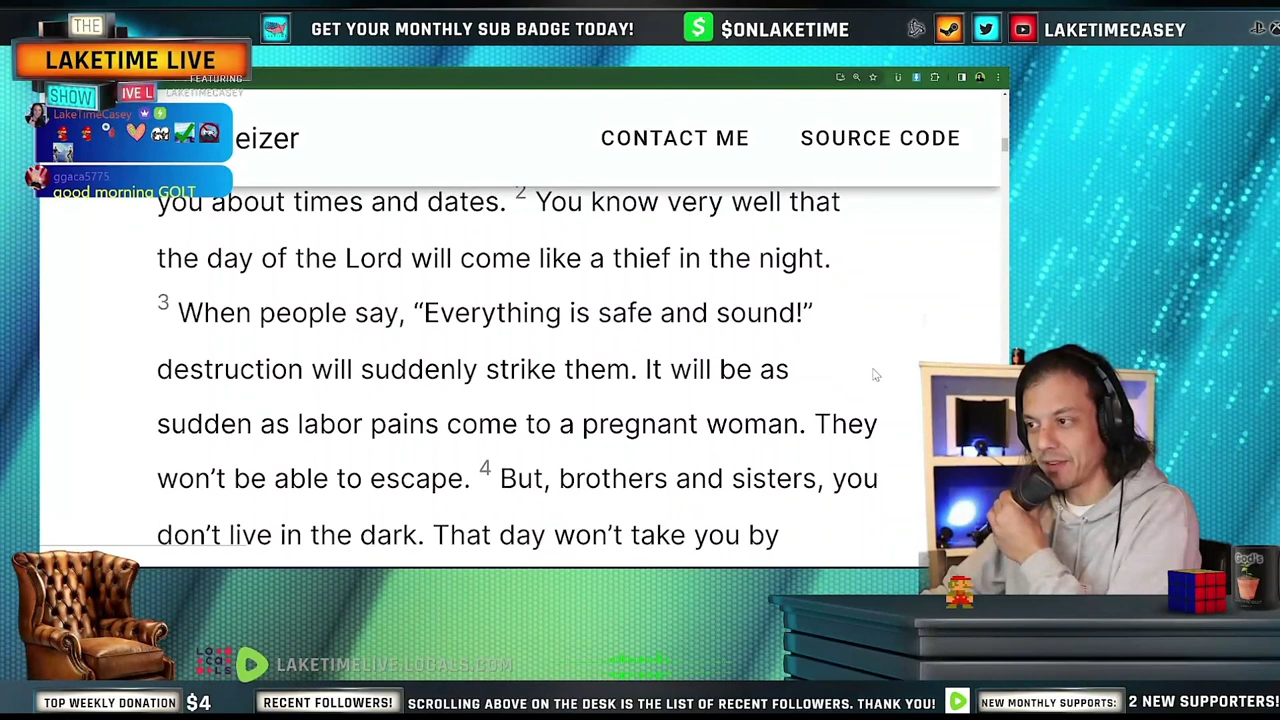 THE
LAKETIME LIVE
FEATURING
LAKETIMECASEY
SHOW
IVE L
GET YOUR MONTHLY SUB BADGE TODAY!
$ONLAKETIME
LAKETIMECASEY
LakeTimeCasey
ggaca5775
good morning GOLT
eizer
CONTACT ME
SOURCE CODE
you about times and dates. 2 You know very well that
the day of the Lord will come like a thief in the night.
3 When people say, “Everything is safe and sound!”
destruction will suddenly strike them. It will be as
sudden as labor pains come to a pregnant woman. They
won’t be able to escape. 4 But, brothers and sisters, you
don’t live in the dark. That day won’t take you by
God's
LOCALS
LAKETIMELIVE.LOCALS.COM
TOP WEEKLY DONATION
$4
RECENT FOLLOWERS!
SCROLLING ABOVE ON THE DESK IS THE LIST OF RECENT FOLLOWERS. THANK YOU!
NEW MONTHLY SUPPORTS:
2 NEW SUPPORTERS!